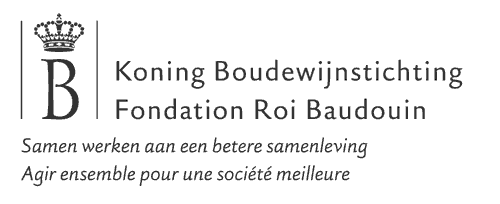 B
Koning Boudewijnstichting
Fondation Roi Baudouin
Samen werken aan een betere samenleving
Agir ensemble pour une société meilleure